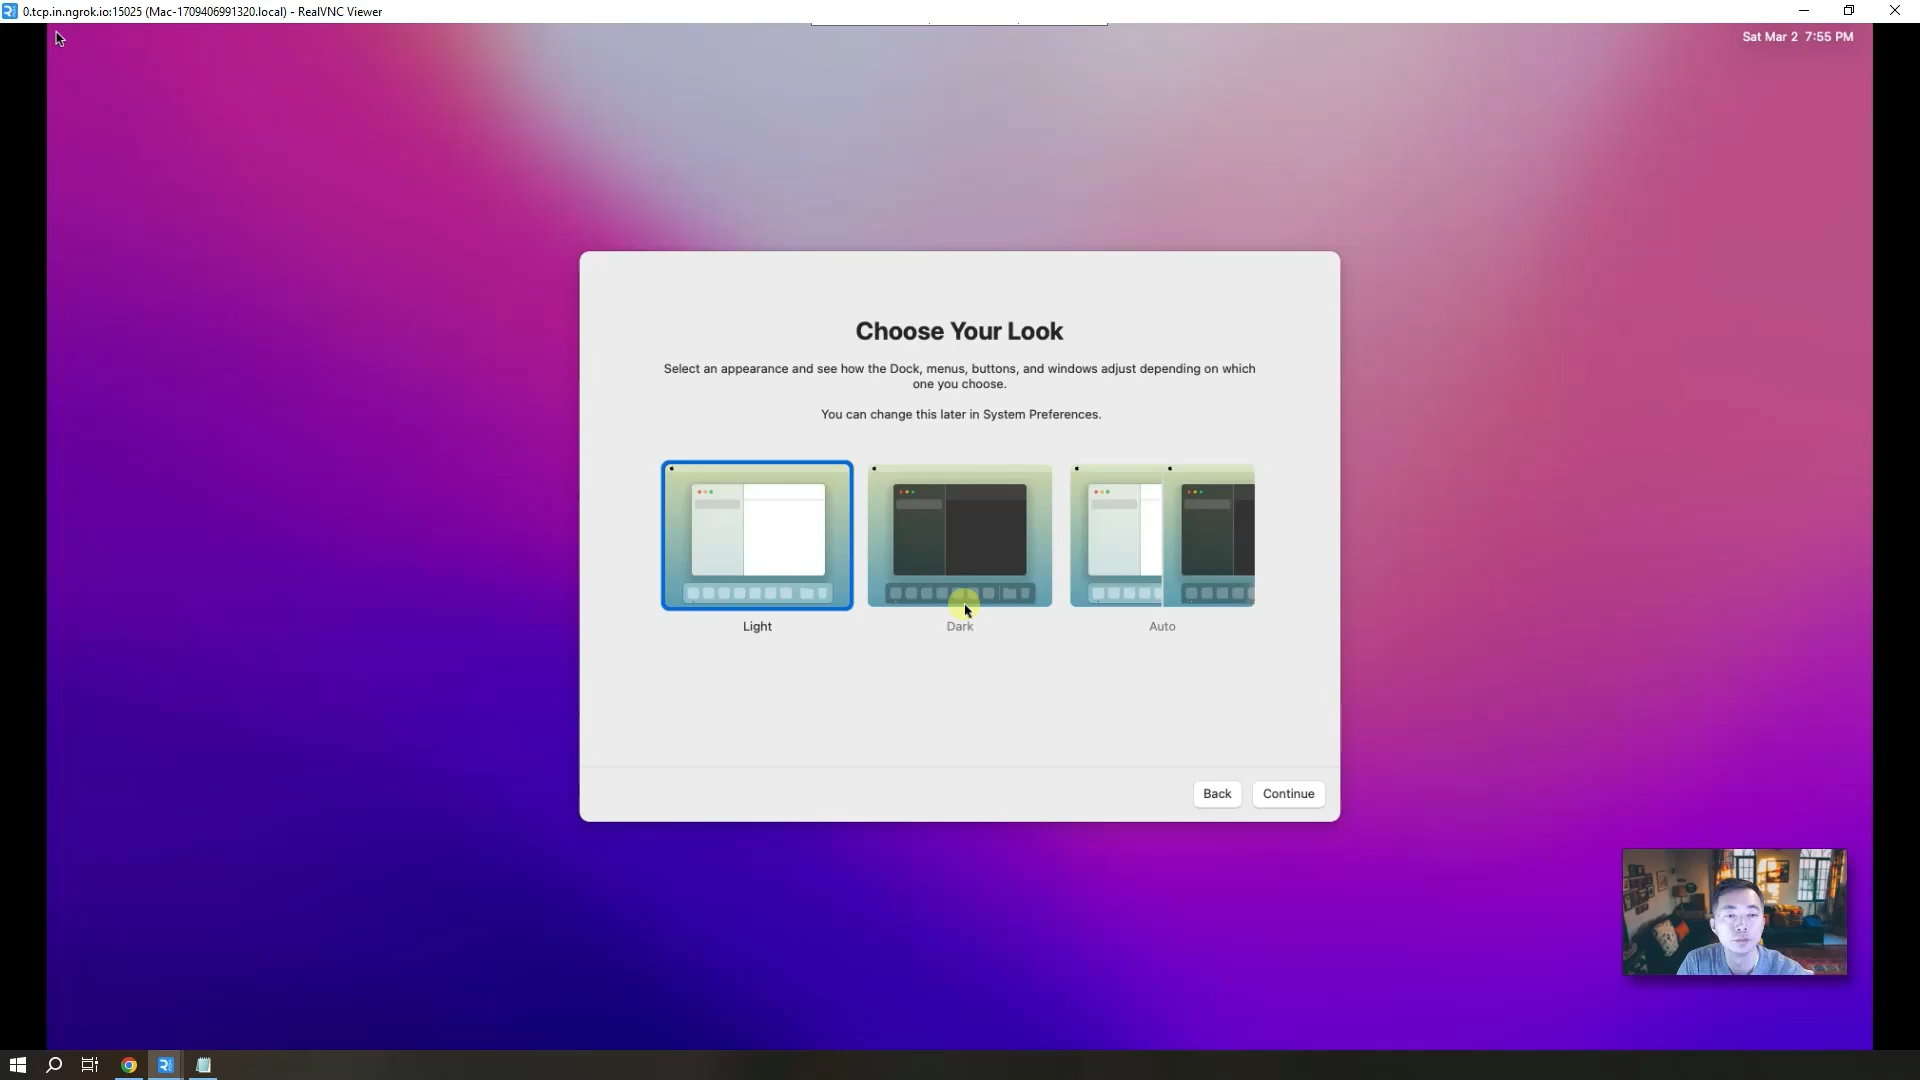 0.tcp.in.ngrok.io:15025 (Mac-1709406991320.local) - RealVNC Viewer
Sat Mar 2 7:55 PM
Choose Your Look
Select an appearance and see how the Dock, menus, buttons, and windows adjust depending on which
one you choose.
You can change this later in System Preferences.
Light
Dark
Auto
Back
Continue